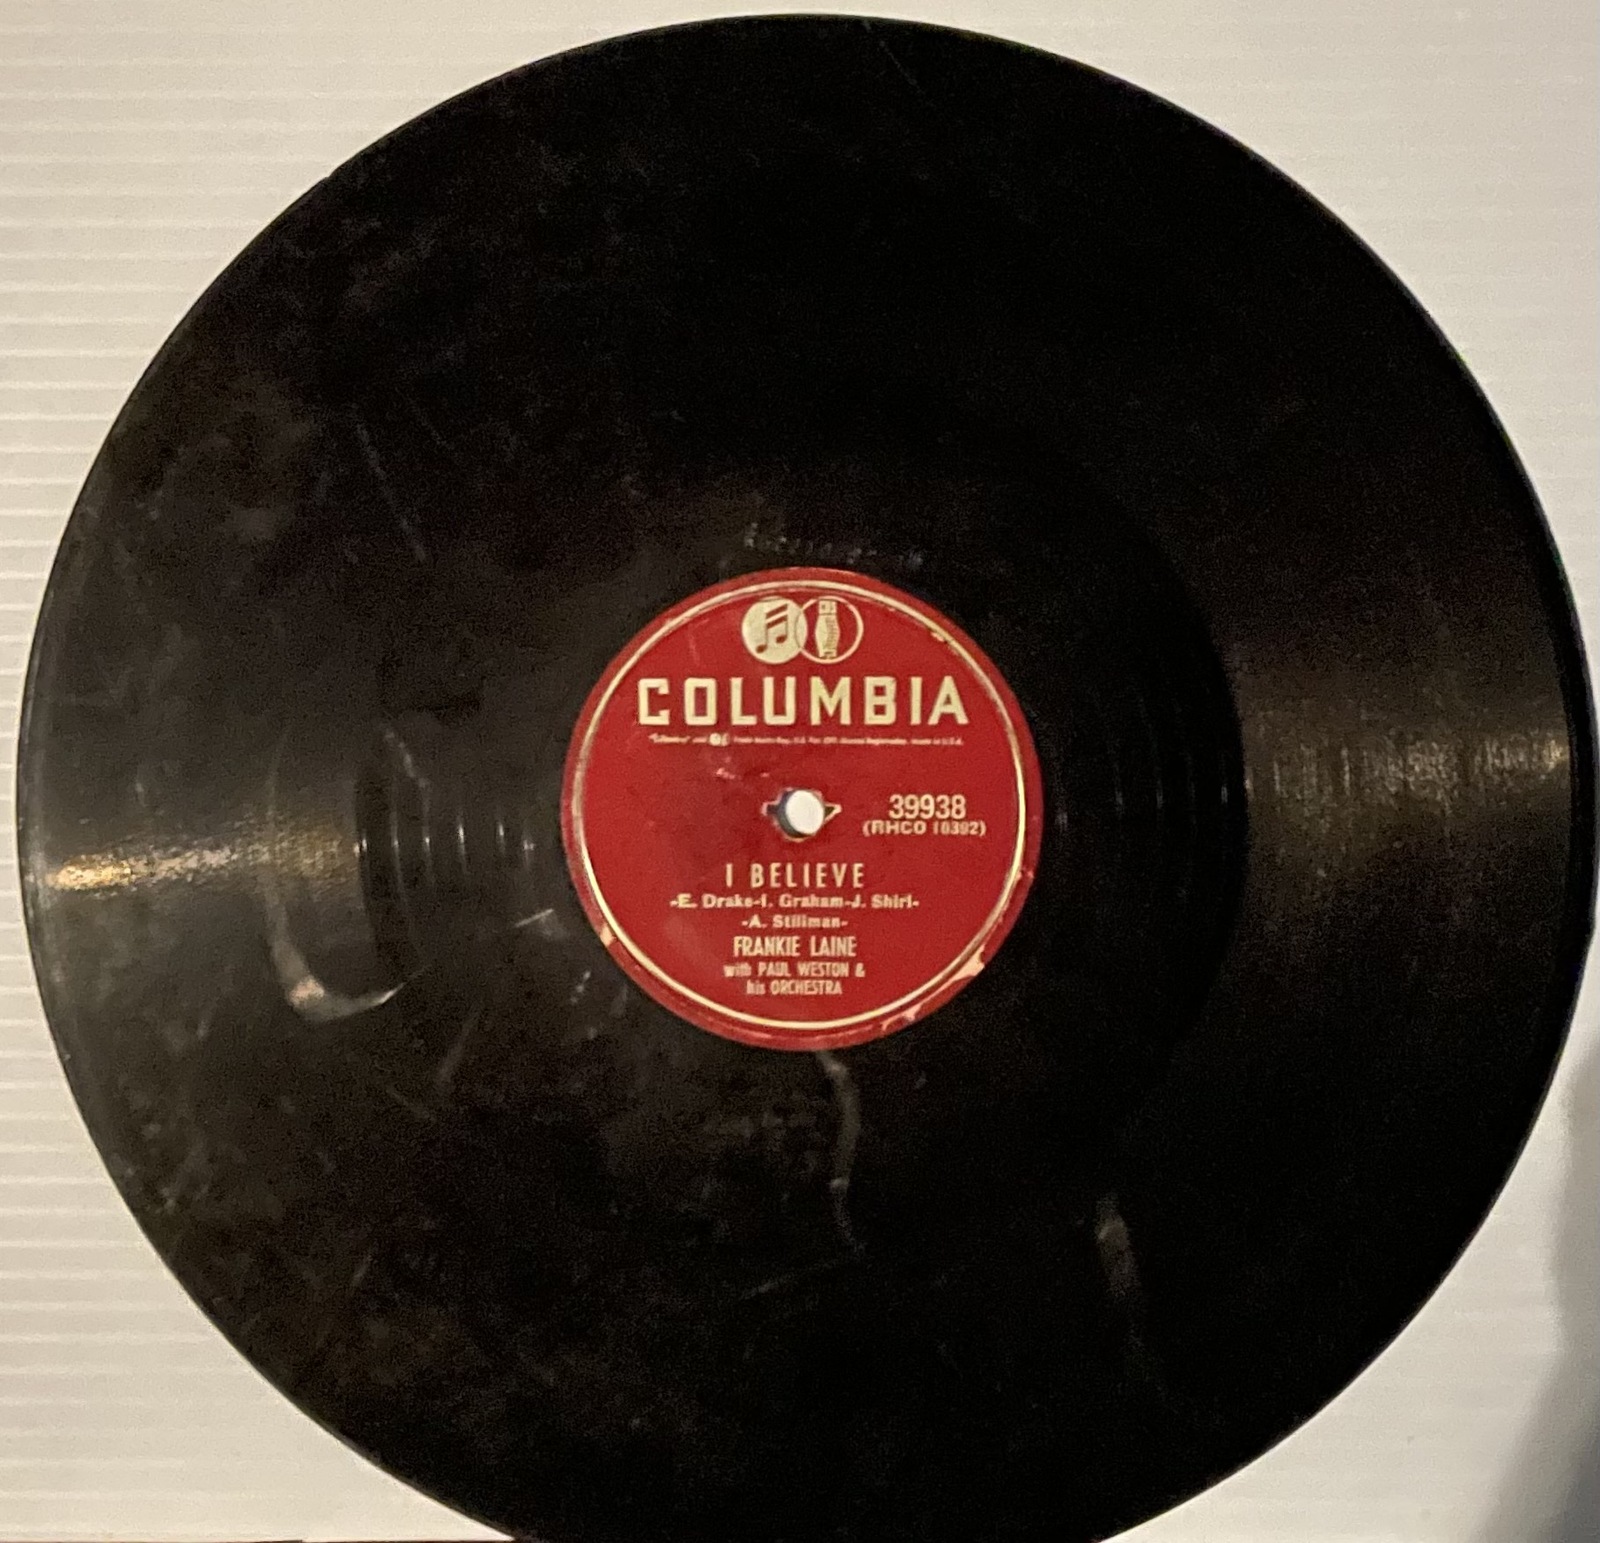 COLUMBIA
39938
(RHCO 10392)
I BELIEVE
-E. Drake-I. Graham-J. Shirl-
-A. Stillman-
FRANKIE LAINE
with PAUL WESTON &
his ORCHESTRA